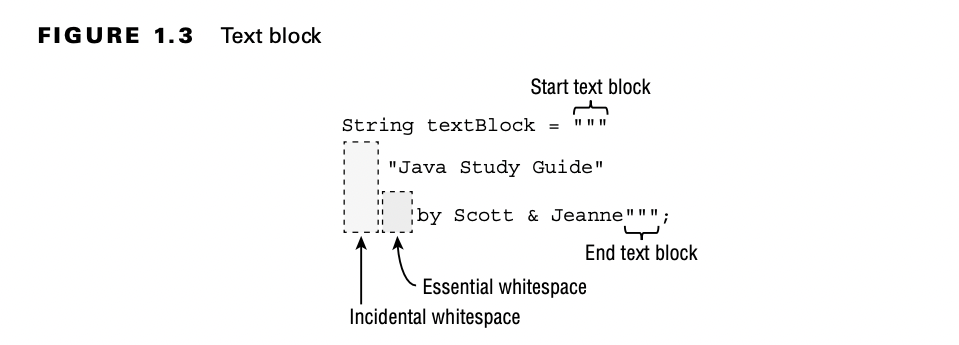 FIGURE 1.3 Text block
Start text block
String textBlock = """
"Java Study Guide"
by Scott & Jeanne""";
End text block
Essential whitespace
Incidental whitespace